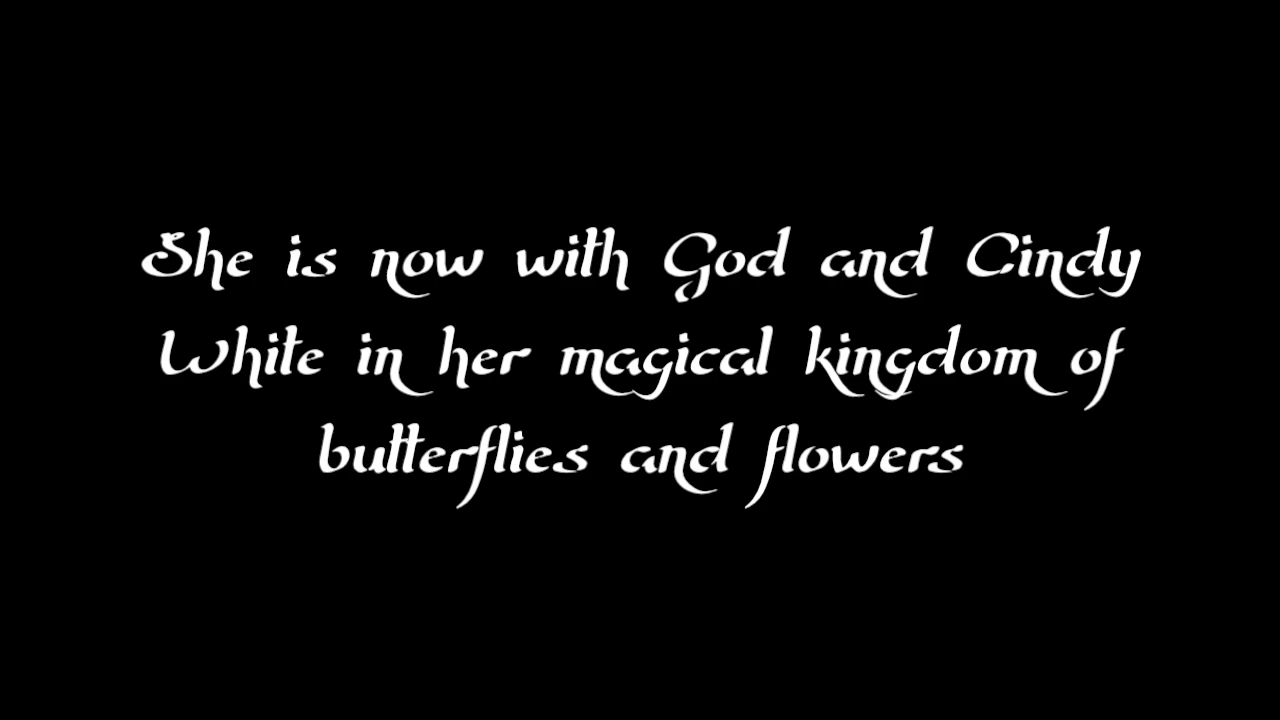 She is now with God and Cindy
White in her magical kingdom of
butterflies and flowers